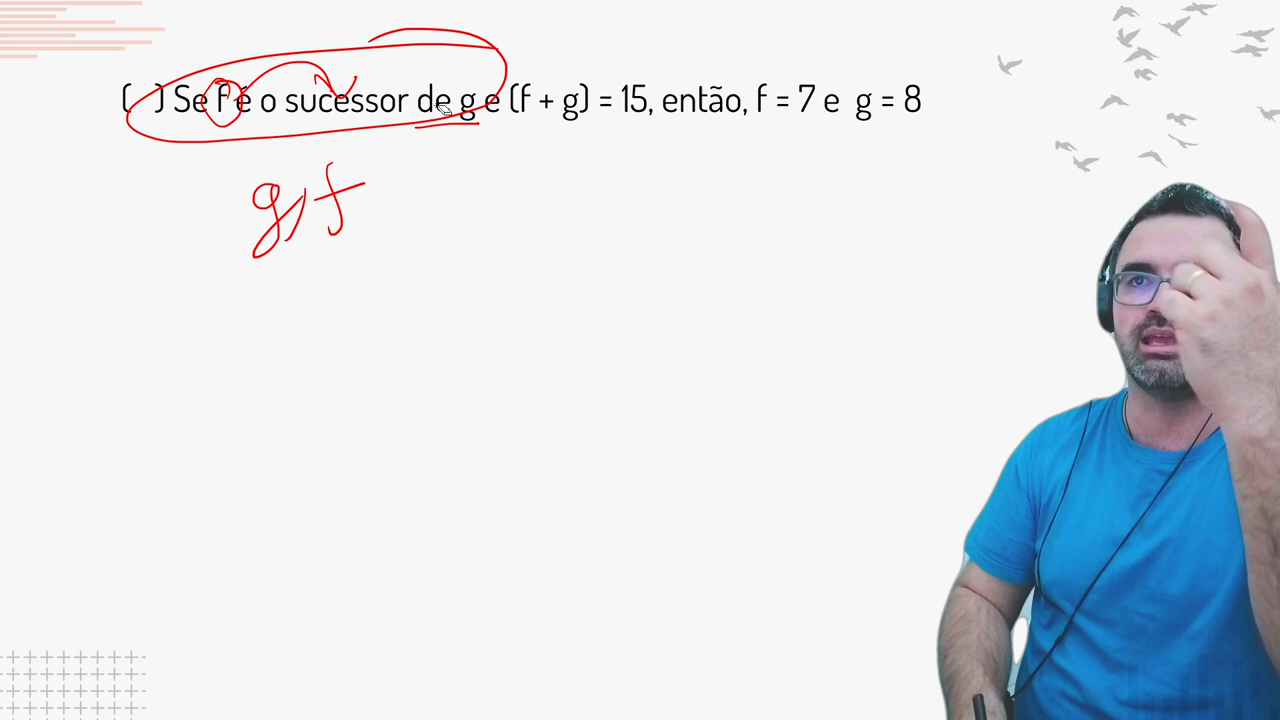 ( ) Se f é o sucessor de g e (f + g) = 15, então, f = 7 e g = 8
g, f